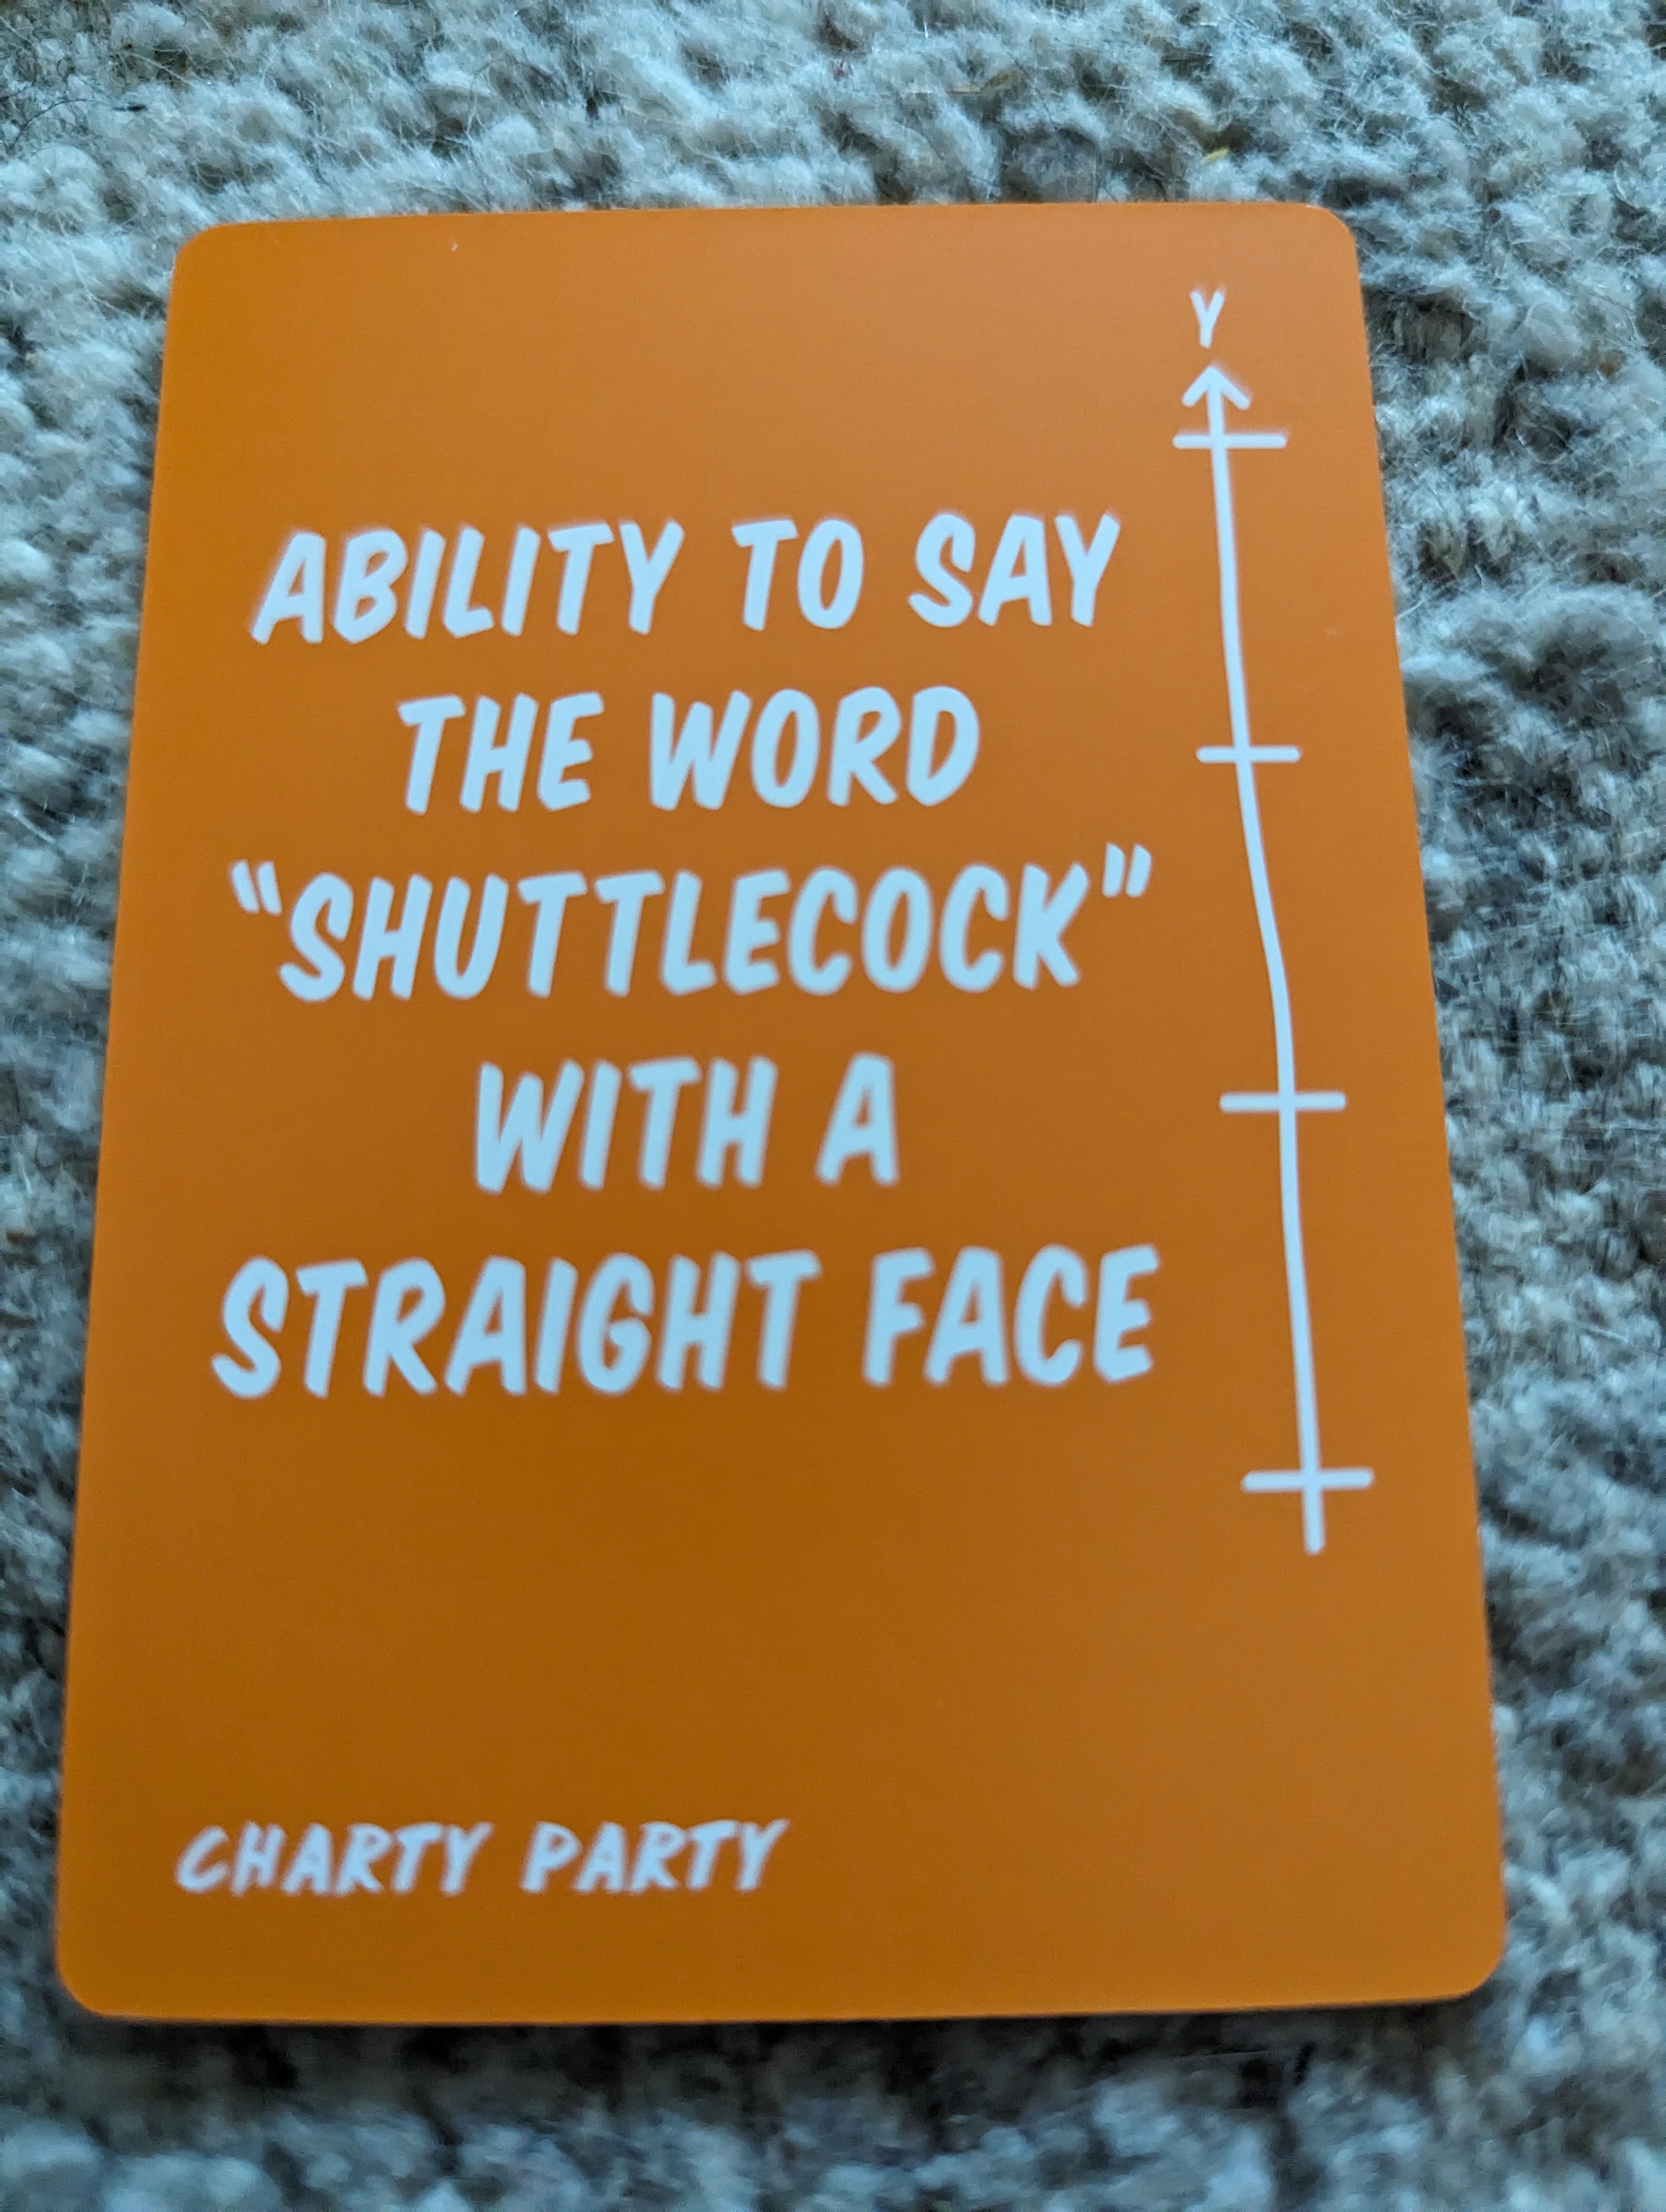 Y
ABILITY TO SAY
THE WORD
“SHUTTLECOCK”
WITH A
STRAIGHT FACE
CHARTY PARTY